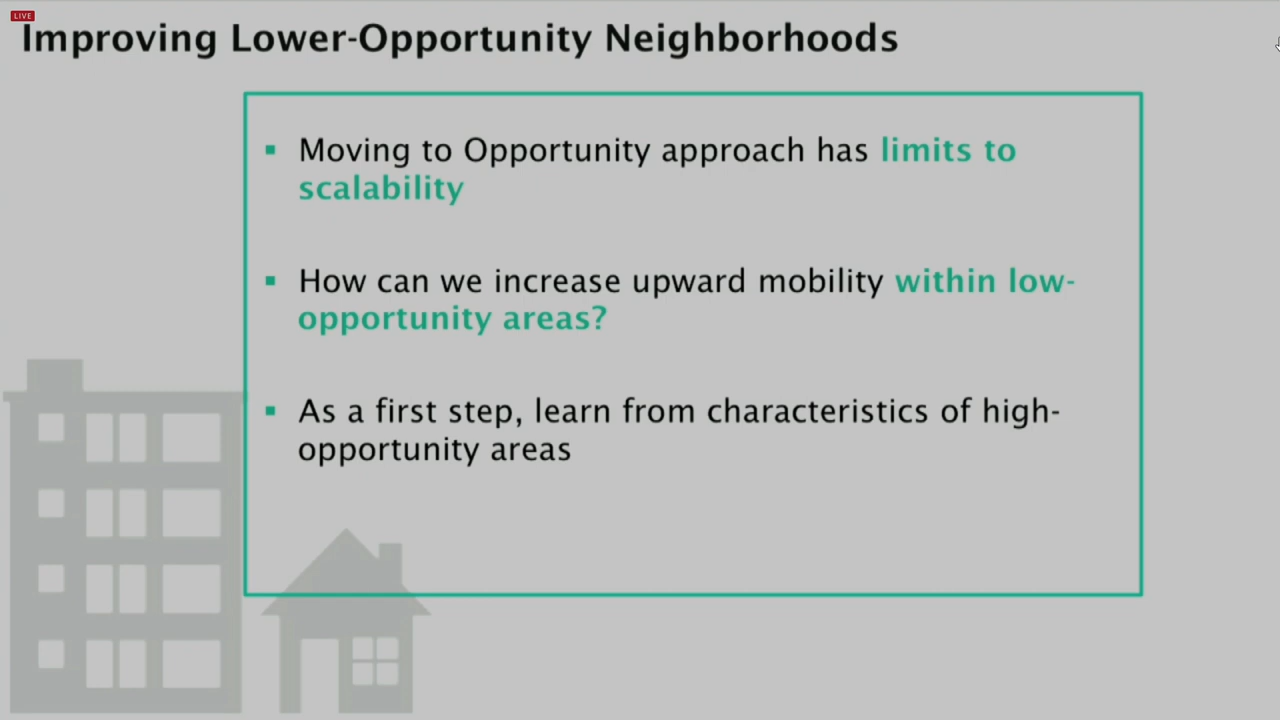 LIVE
Improving Lower-Opportunity Neighborhoods
▪ Moving to Opportunity approach has limits to
scalability
▪ How can we increase upward mobility within low-
opportunity areas?
▪ As a first step, learn from characteristics of high-
opportunity areas